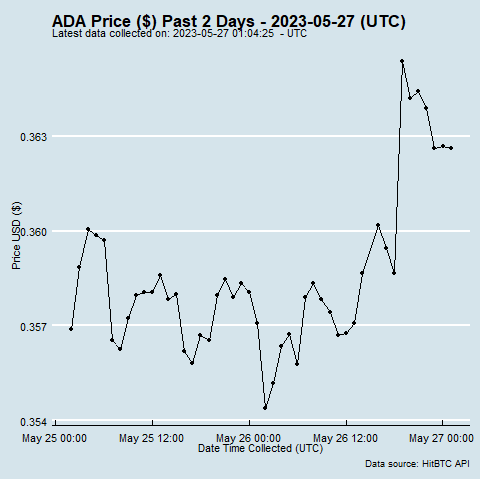 ADA Price ($) Past 2 Days - 2023-05-27 (UTC)
Latest data collected on: 2023-05-27 01:04:25  - UTC
0.363
0.360
0.357
0.354
Price USD ($)
May 25 00:00
May 25 12:00
May 26 00:00
May 26 12:00
May 27 00:00
Date Time Collected (UTC)
Data source: HitBTC API